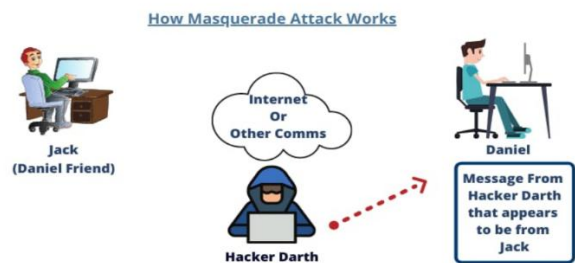 How Masquerade Attack Works
Internet
Or
Other Comms
Jack
(Daniel Friend)
Daniel
Hacker Darth
Message From
Hacker Darth
that appears
to be from
Jack